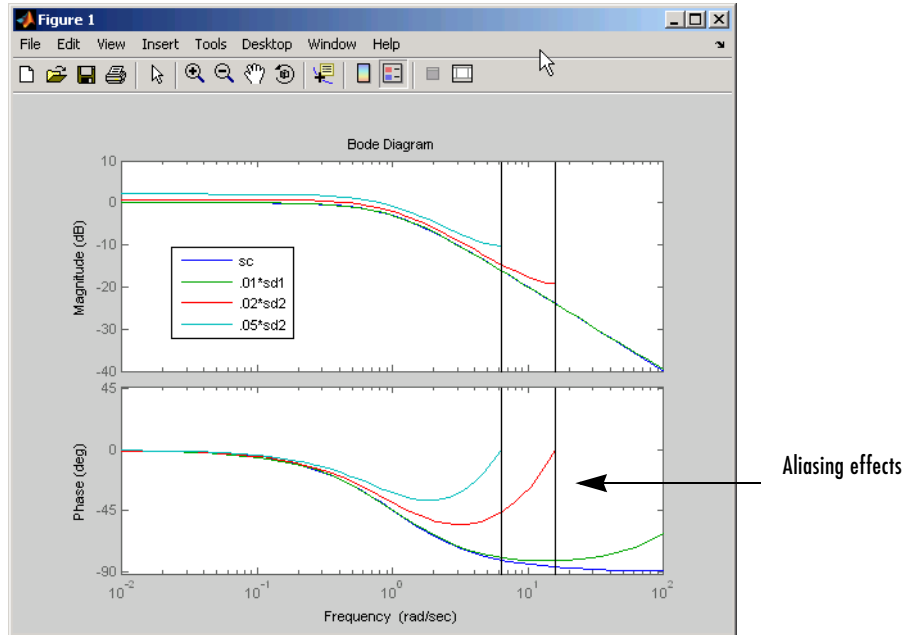 Figure 1
File Edit View Insert Tools Desktop Window Help
Bode Diagram
Magnitude (dB)
10
0
-10
-20
-30
-40
sc
.01*sd1
.02*sd2
.05*sd2
Phase (deg)
45
0
-45
-90
10^-2 10^-1 10^0 10^1 10^2
Frequency (rad/sec)
Aliasing effects